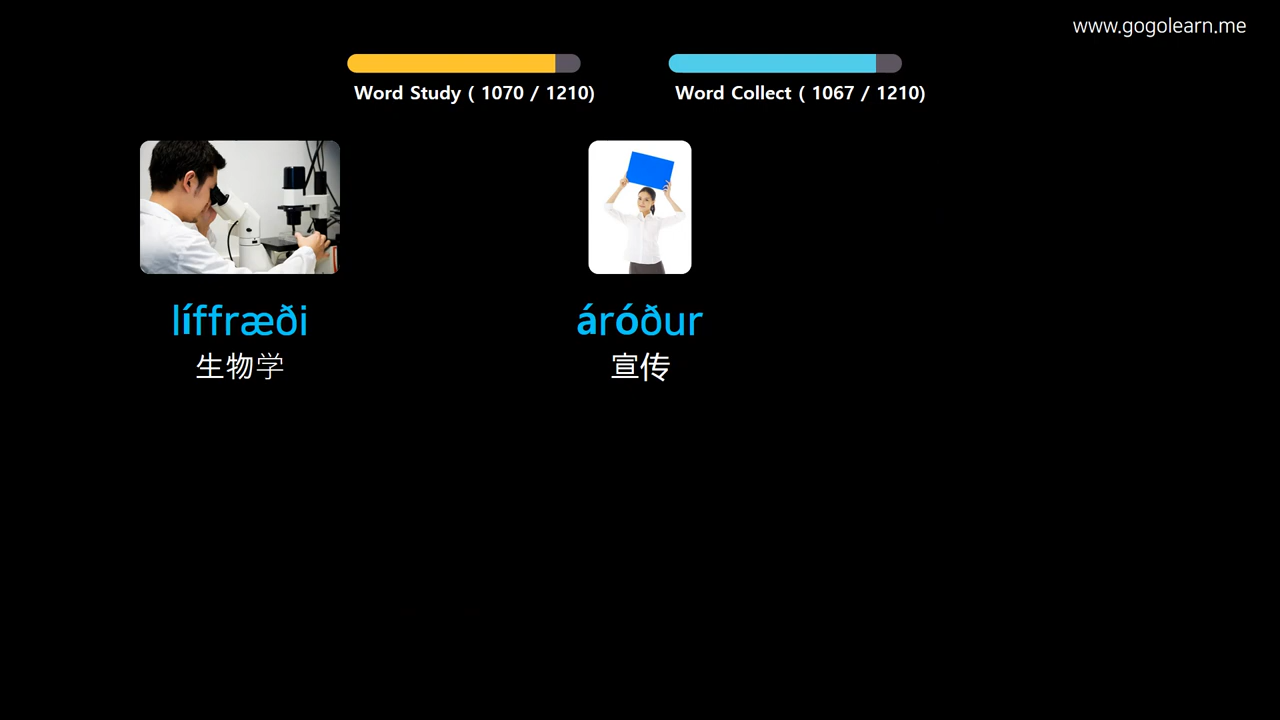 www.gogolearn.me
Word Study ( 1070 / 1210)
Word Collect ( 1067 / 1210)
líffræði
生物学
áróður
宣传